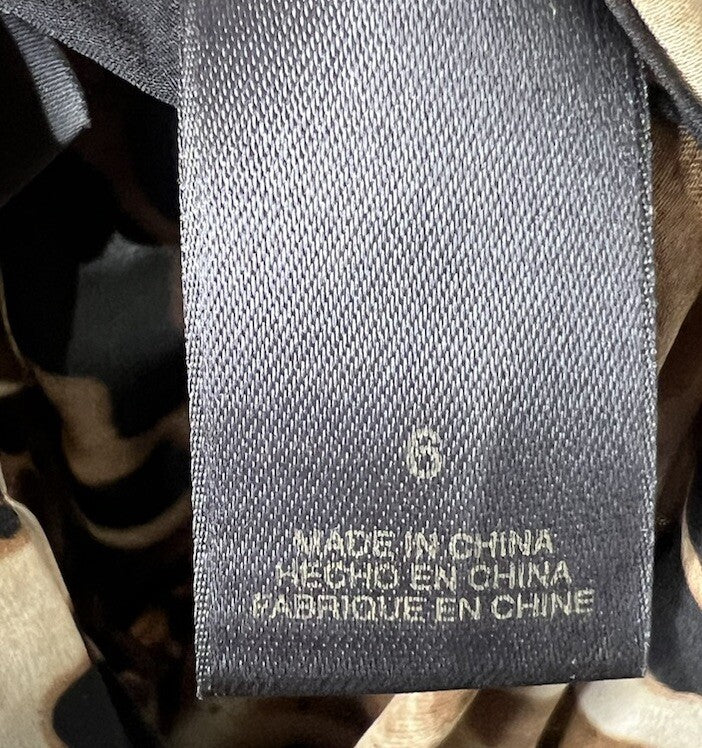 6
MADE IN CHINA
HECHO EN CHINA
FABRIQUE EN CHINE